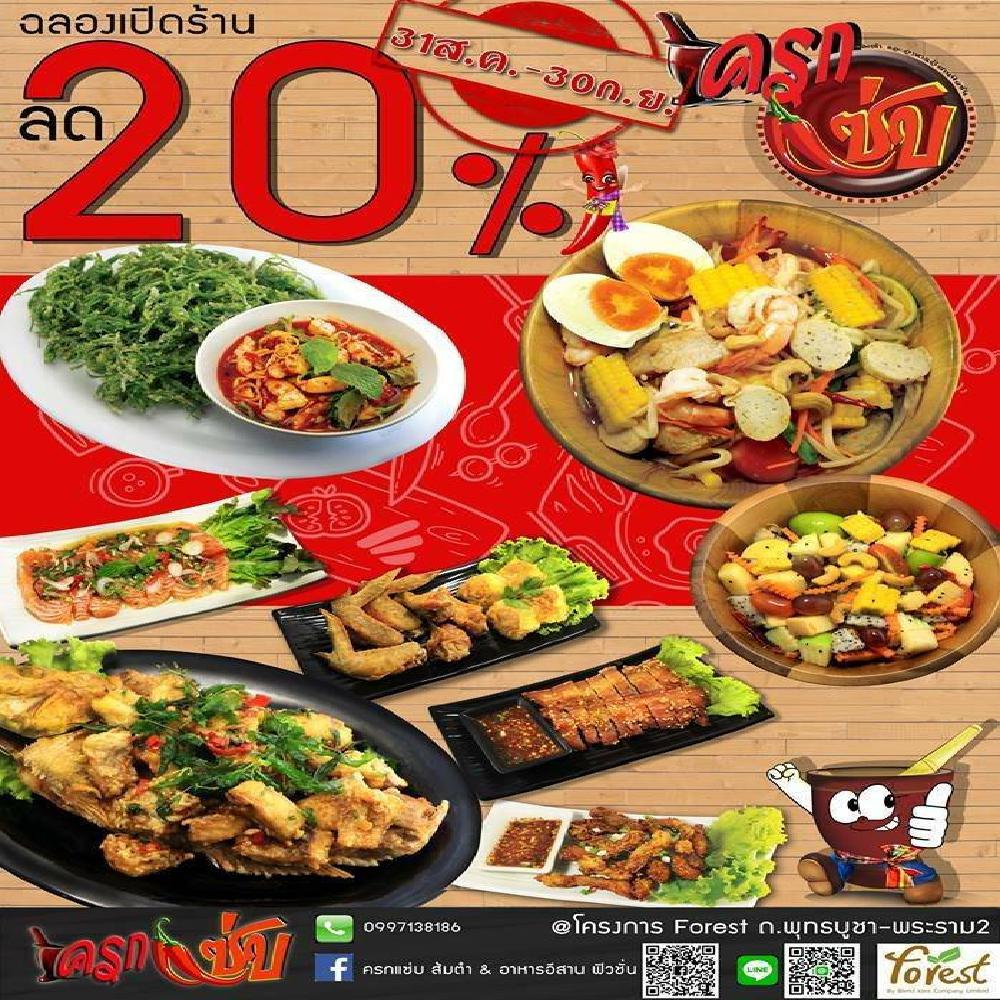 ฉลองเปิดร้าน
ลด
20%
31ส.ค.-30ก.ย.
ครก
แซ่บ
ครกแซ่บ
0997138186
@โครงการ Forest ถ.พุทธบูชา-พระราม2
ครกแซ่บ ส้มตำ & อาหารอีสาน ฟิวชั่น
LINE
forest